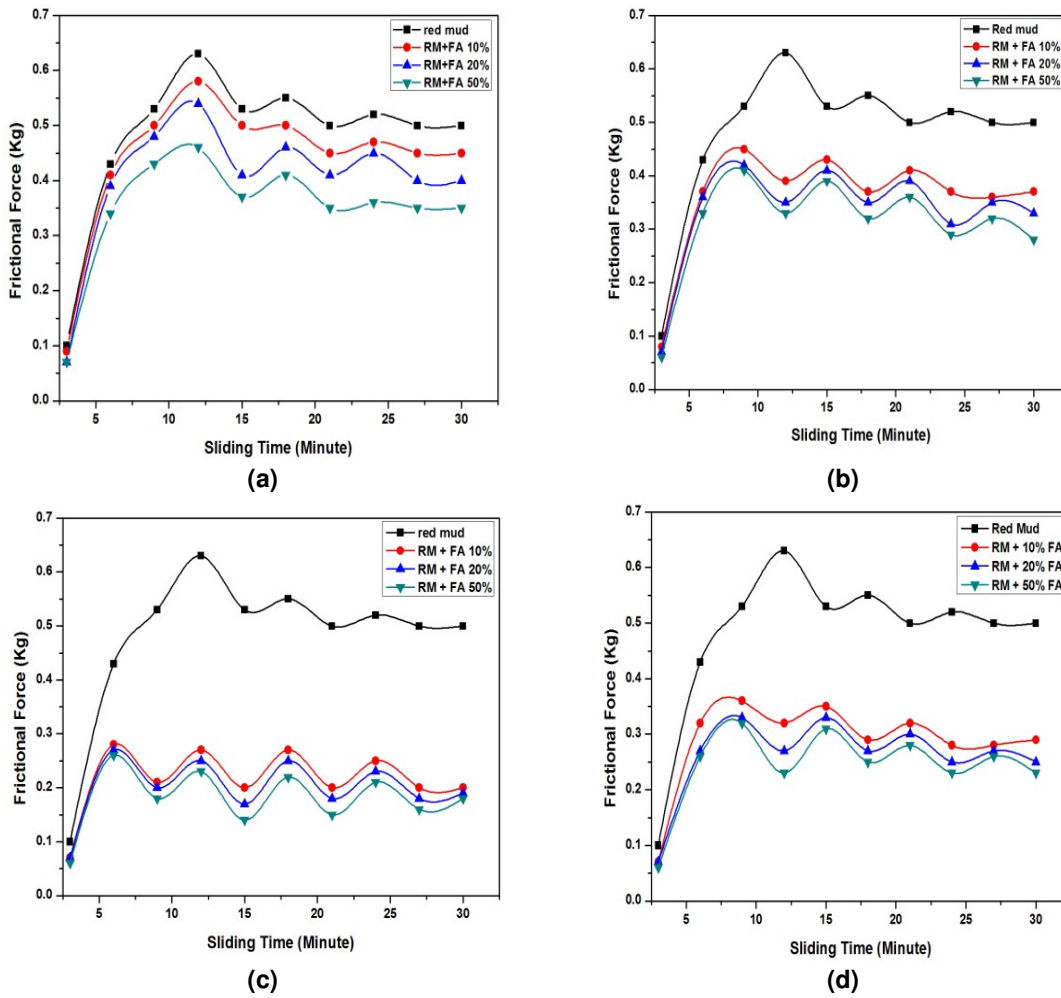 0.7
0.6
0.5
0.4
0.3
0.2
0.1
0.0
Frictional Force (Kg)
red mud
RM+FA 10%
RM+FA 20%
RM+FA 50%
5 10 15 20 25 30
Sliding Time (Minute)
(a)
0.7
0.6
0.5
0.4
0.3
0.2
0.1
0.0
Frictional Force (Kg)
Red mud
RM + FA 10%
RM + FA 20%
RM + FA 50%
5 10 15 20 25 30
Sliding Time (Minute)
(b)
0.7
0.6
0.5
0.4
0.3
0.2
0.1
0.0
Frictional Force (Kg)
red mud
RM + FA 10%
RM + FA 20%
RM + FA 50%
5 10 15 20 25 30
Sliding Time (Minute)
(c)
0.7
0.6
0.5
0.4
0.3
0.2
0.1
0.0
Frictional Force (Kg)
Red Mud
RM + 10% FA
RM + 20% FA
RM + 50% FA
5 10 15 20 25 30
Sliding Time (Minute)
(d)